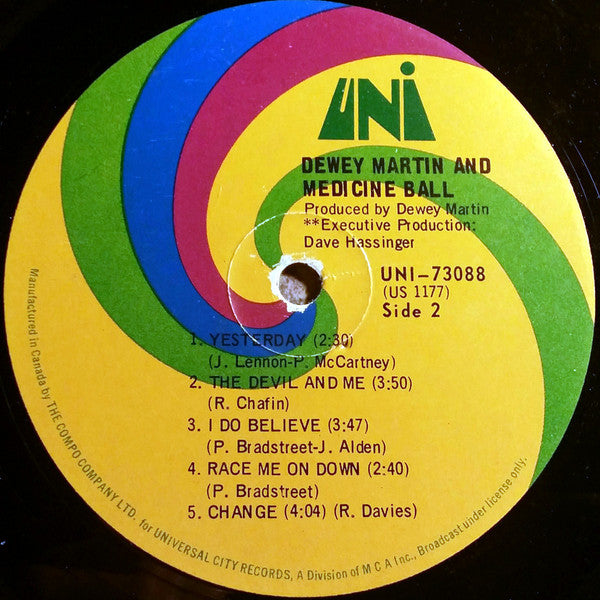 UNi
DEWEY MARTIN AND
MEDICINE BALL
Produced by Dewey Martin
**Executive Production:
Dave Hassinger
UNI-73088
(US 1177)
Side 2
1. YESTERDAY (2:30)
(J. Lennon-P. McCartney)
2. THE DEVIL AND ME (3:50)
(R. Chafin)
3. I DO BELIEVE (3:47)
(P. Bradstreet-J. Alden)
4. RACE ME ON DOWN (2:40)
(P. Bradstreet)
5. CHANGE (4:04) (R. Davies)
Manufactured in Canada by THE COMPO COMPANY LTD. for UNIVERSAL CITY RECORDS, A Division of M C A Inc., Broadcast under license only.